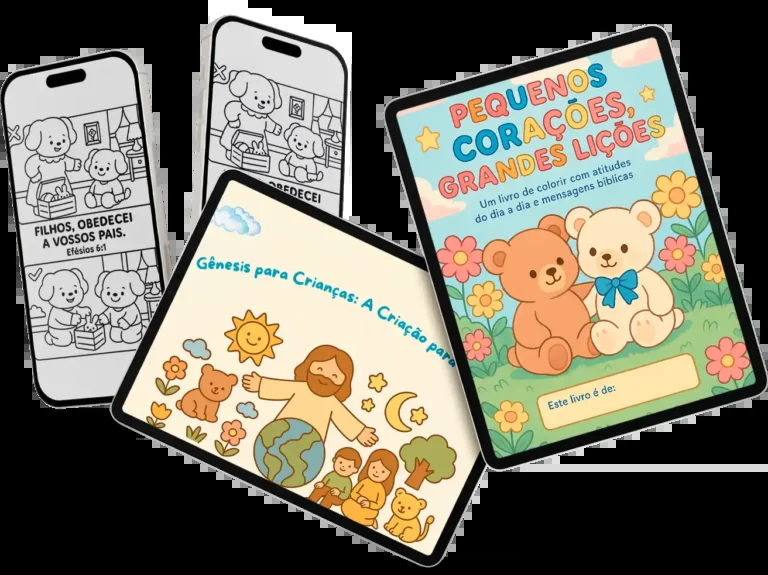 FILHOS, OBEDECEI
A VOSSOS PAIS.
Efésios 6:1
OBEDECEI
Gênesis para Crianças: A Criação para
PEQUENOS
CORAÇÕES,
GRANDES LIÇÕES
Um livro de colorir com atitudes
do dia a dia e mensagens bíblicas
Este livro é de: